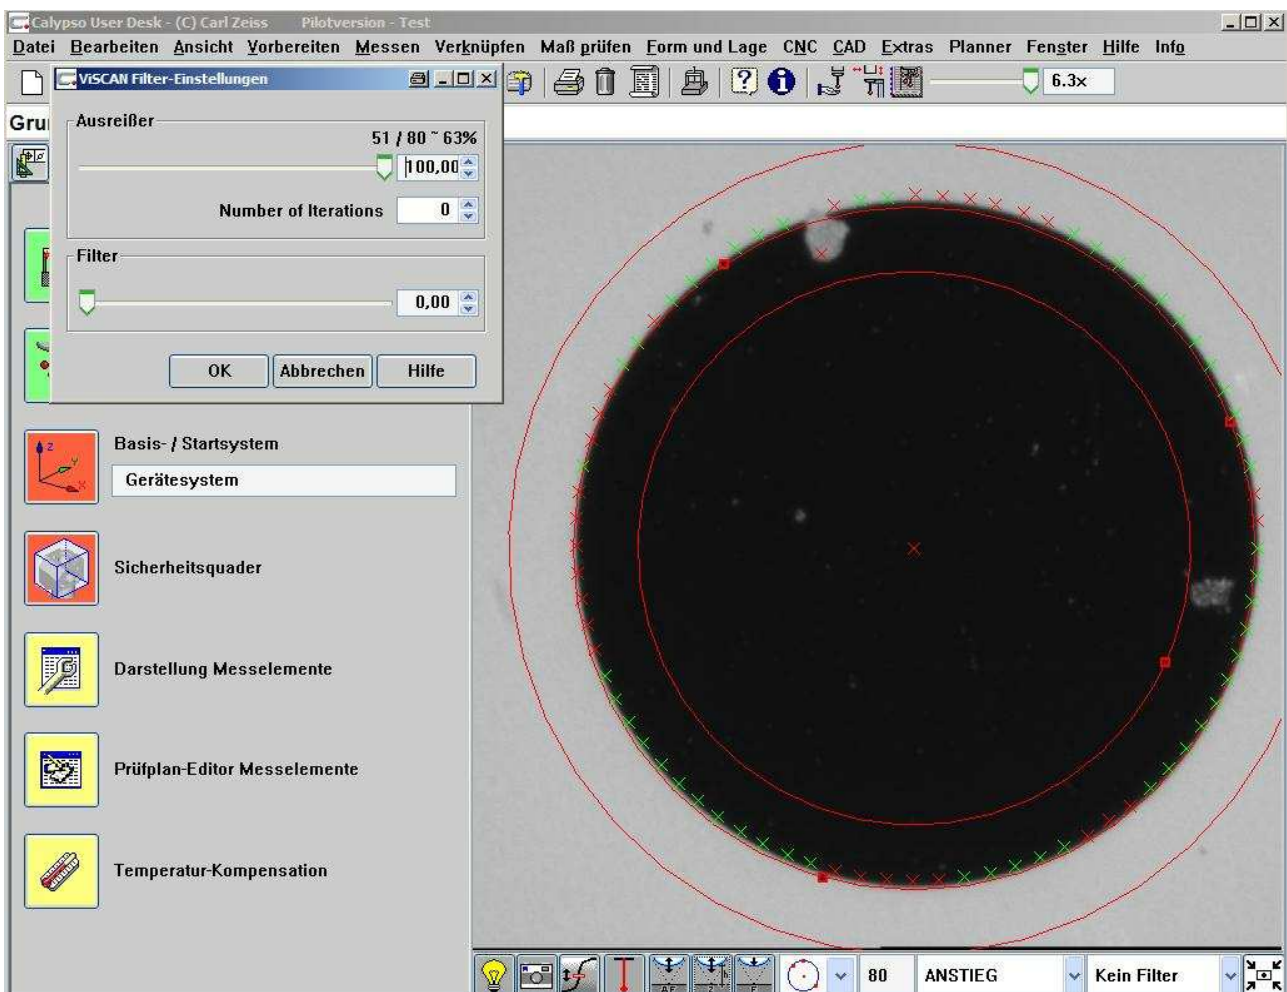 Calypso User Desk - (C) Carl Zeiss Pilotversion - Test
Datei Bearbeiten Ansicht Vorbereiten Messen Verknüpfen Maß prüfen Form und Lage CNC CAD Extras Planner Fenster Hilfe Info
ViSCAN Filter-Einstellungen
6.3x
Gru
Ausreißer
51 / 80 ~ 63%
100,00
Number of Iterations 0
Filter
0,00
OK Abbrechen Hilfe
Basis- / Startsystem
Gerätesystem
Sicherheitsquader
Darstellung Messelemente
Prüfplan-Editor Messelemente
Temperatur-Kompensation
80 ANSTIEG Kein Filter